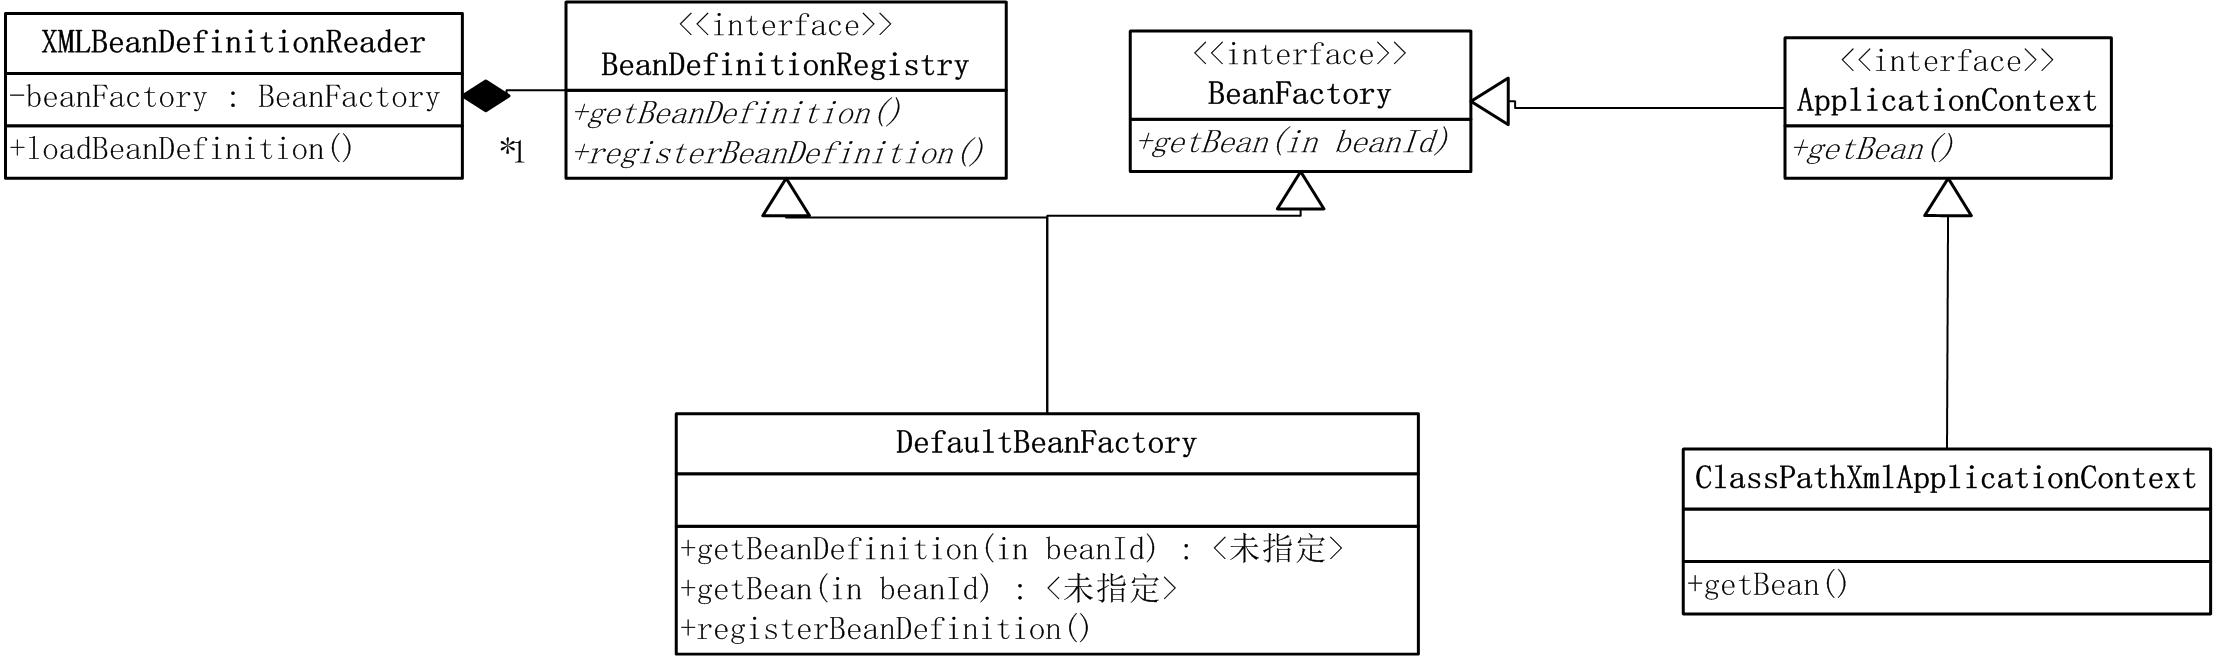 XMLBeanDefinitionReader
-beanFactory : BeanFactory
+loadBeanDefinition()
*1
<<interface>>
BeanDefinitionRegistry
+getBeanDefinition()
+registerBeanDefinition()
<<interface>>
BeanFactory
+getBean(in beanId)
<<interface>>
ApplicationContext
+getBean()
DefaultBeanFactory
+getBeanDefinition(in beanId) : <未指定>
+getBean(in beanId) : <未指定>
+registerBeanDefinition()
ClassPathXmlApplicationContext
+getBean()